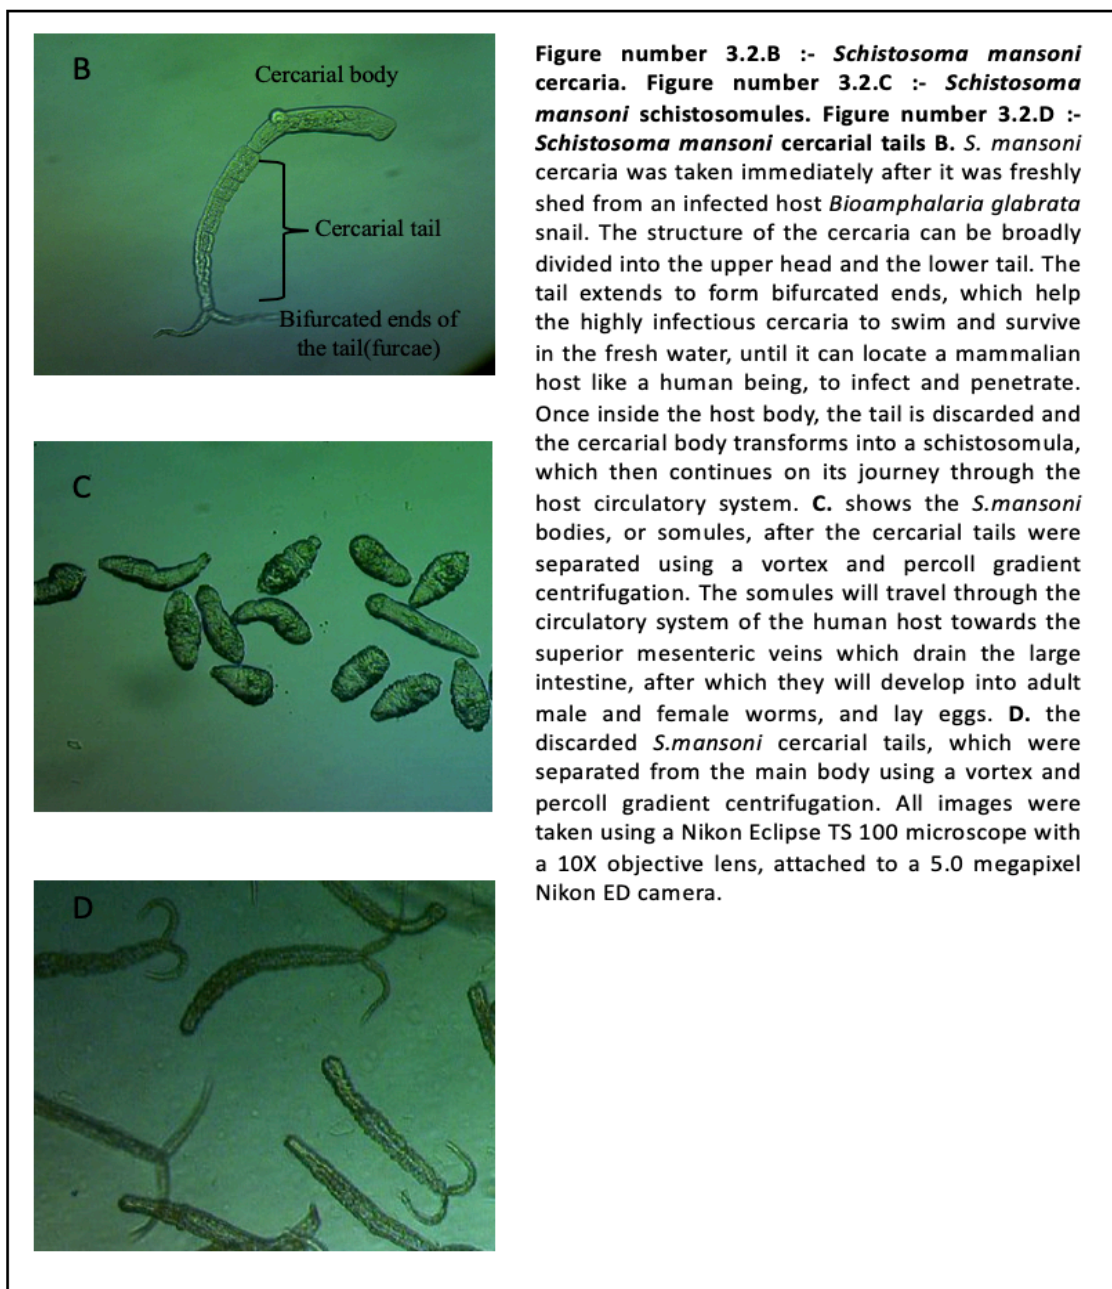 B
Cercarial body
Cercarial tail
Bifurcated ends of
the tail(furcae)
C
D
Figure number 3.2.B :- Schistosoma mansoni
cercaria. Figure number 3.2.C :- Schistosoma
mansoni schistosomules. Figure number 3.2.D :-
Schistosoma mansoni cercarial tails B. S. mansoni
cercaria was taken immediately after it was freshly
shed from an infected host Bioamphalaria glabrata
snail. The structure of the cercaria can be broadly
divided into the upper head and the lower tail. The
tail extends to form bifurcated ends, which help
the highly infectious cercaria to swim and survive
in the fresh water, until it can locate a mammalian
host like a human being, to infect and penetrate.
Once inside the host body, the tail is discarded and
the cercarial body transforms into a schistosomula,
which then continues on its journey through the
host circulatory system. C. shows the S.mansoni
bodies, or somules, after the cercarial tails were
separated using a vortex and percoll gradient
centrifugation. The somules will travel through the
circulatory system of the human host towards the
superior mesenteric veins which drain the large
intestine, after which they will develop into adult
male and female worms, and lay eggs. D. the
discarded S.mansoni cercarial tails, which were
separated from the main body using a vortex and
percoll gradient centrifugation. All images were
taken using a Nikon Eclipse TS 100 microscope with
a 10X objective lens, attached to a 5.0 megapixel
Nikon ED camera.